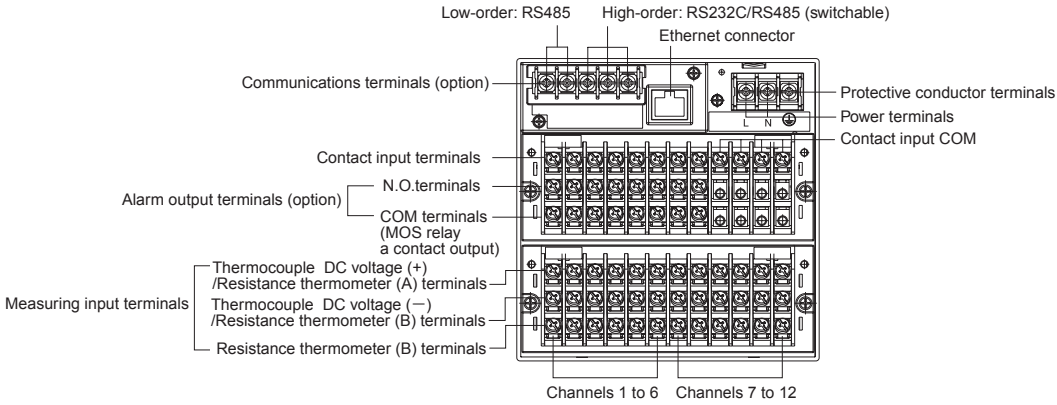 Low-order: RS485
High-order: RS232C/RS485 (switchable)
Ethernet connector
Communications terminals (option)
Protective conductor terminals
Power terminals
L N
Contact input COM
Contact input terminals
Alarm output terminals (option)
N.O.terminals
COM terminals
(MOS relay
a contact output)
Measuring input terminals
Thermocouple DC voltage (+)
/Resistance thermometer (A) terminals
Thermocouple DC voltage (－)
/Resistance thermometer (B) terminals
Resistance thermometer (B) terminals
Channels 1 to 6
Channels 7 to 12